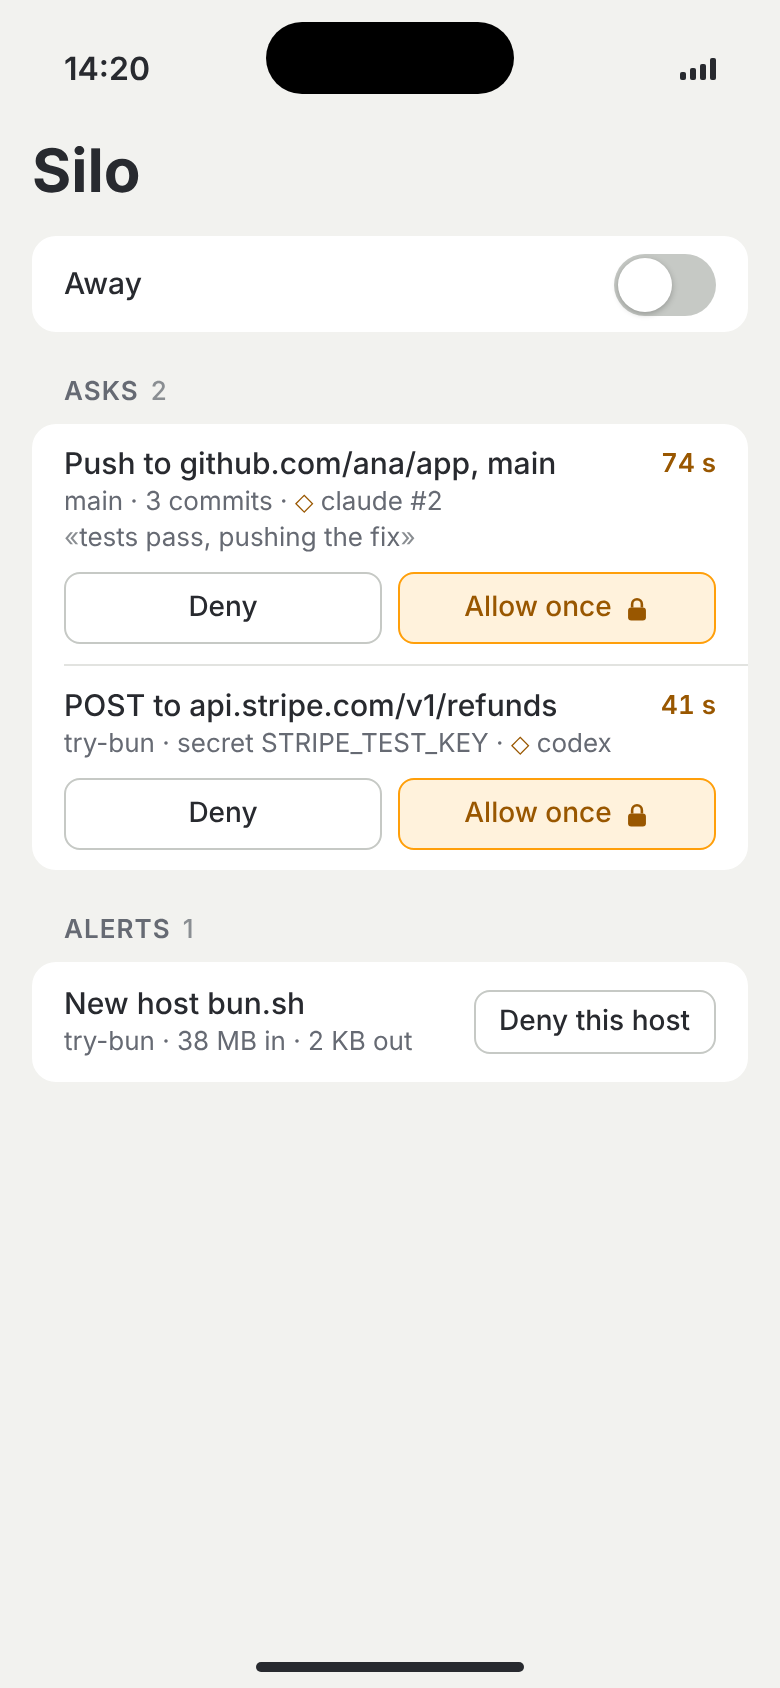 14:20
Silo
Away
ASKS 2
Push to github.com/ana/app, main 74 s
main · 3 commits · ◇ claude #2
«tests pass, pushing the fix»
Deny Allow once
POST to api.stripe.com/v1/refunds 41 s
try-bun · secret STRIPE_TEST_KEY · ◇ codex
Deny Allow once
ALERTS 1
New host bun.sh
try-bun · 38 MB in · 2 KB out
Deny this host